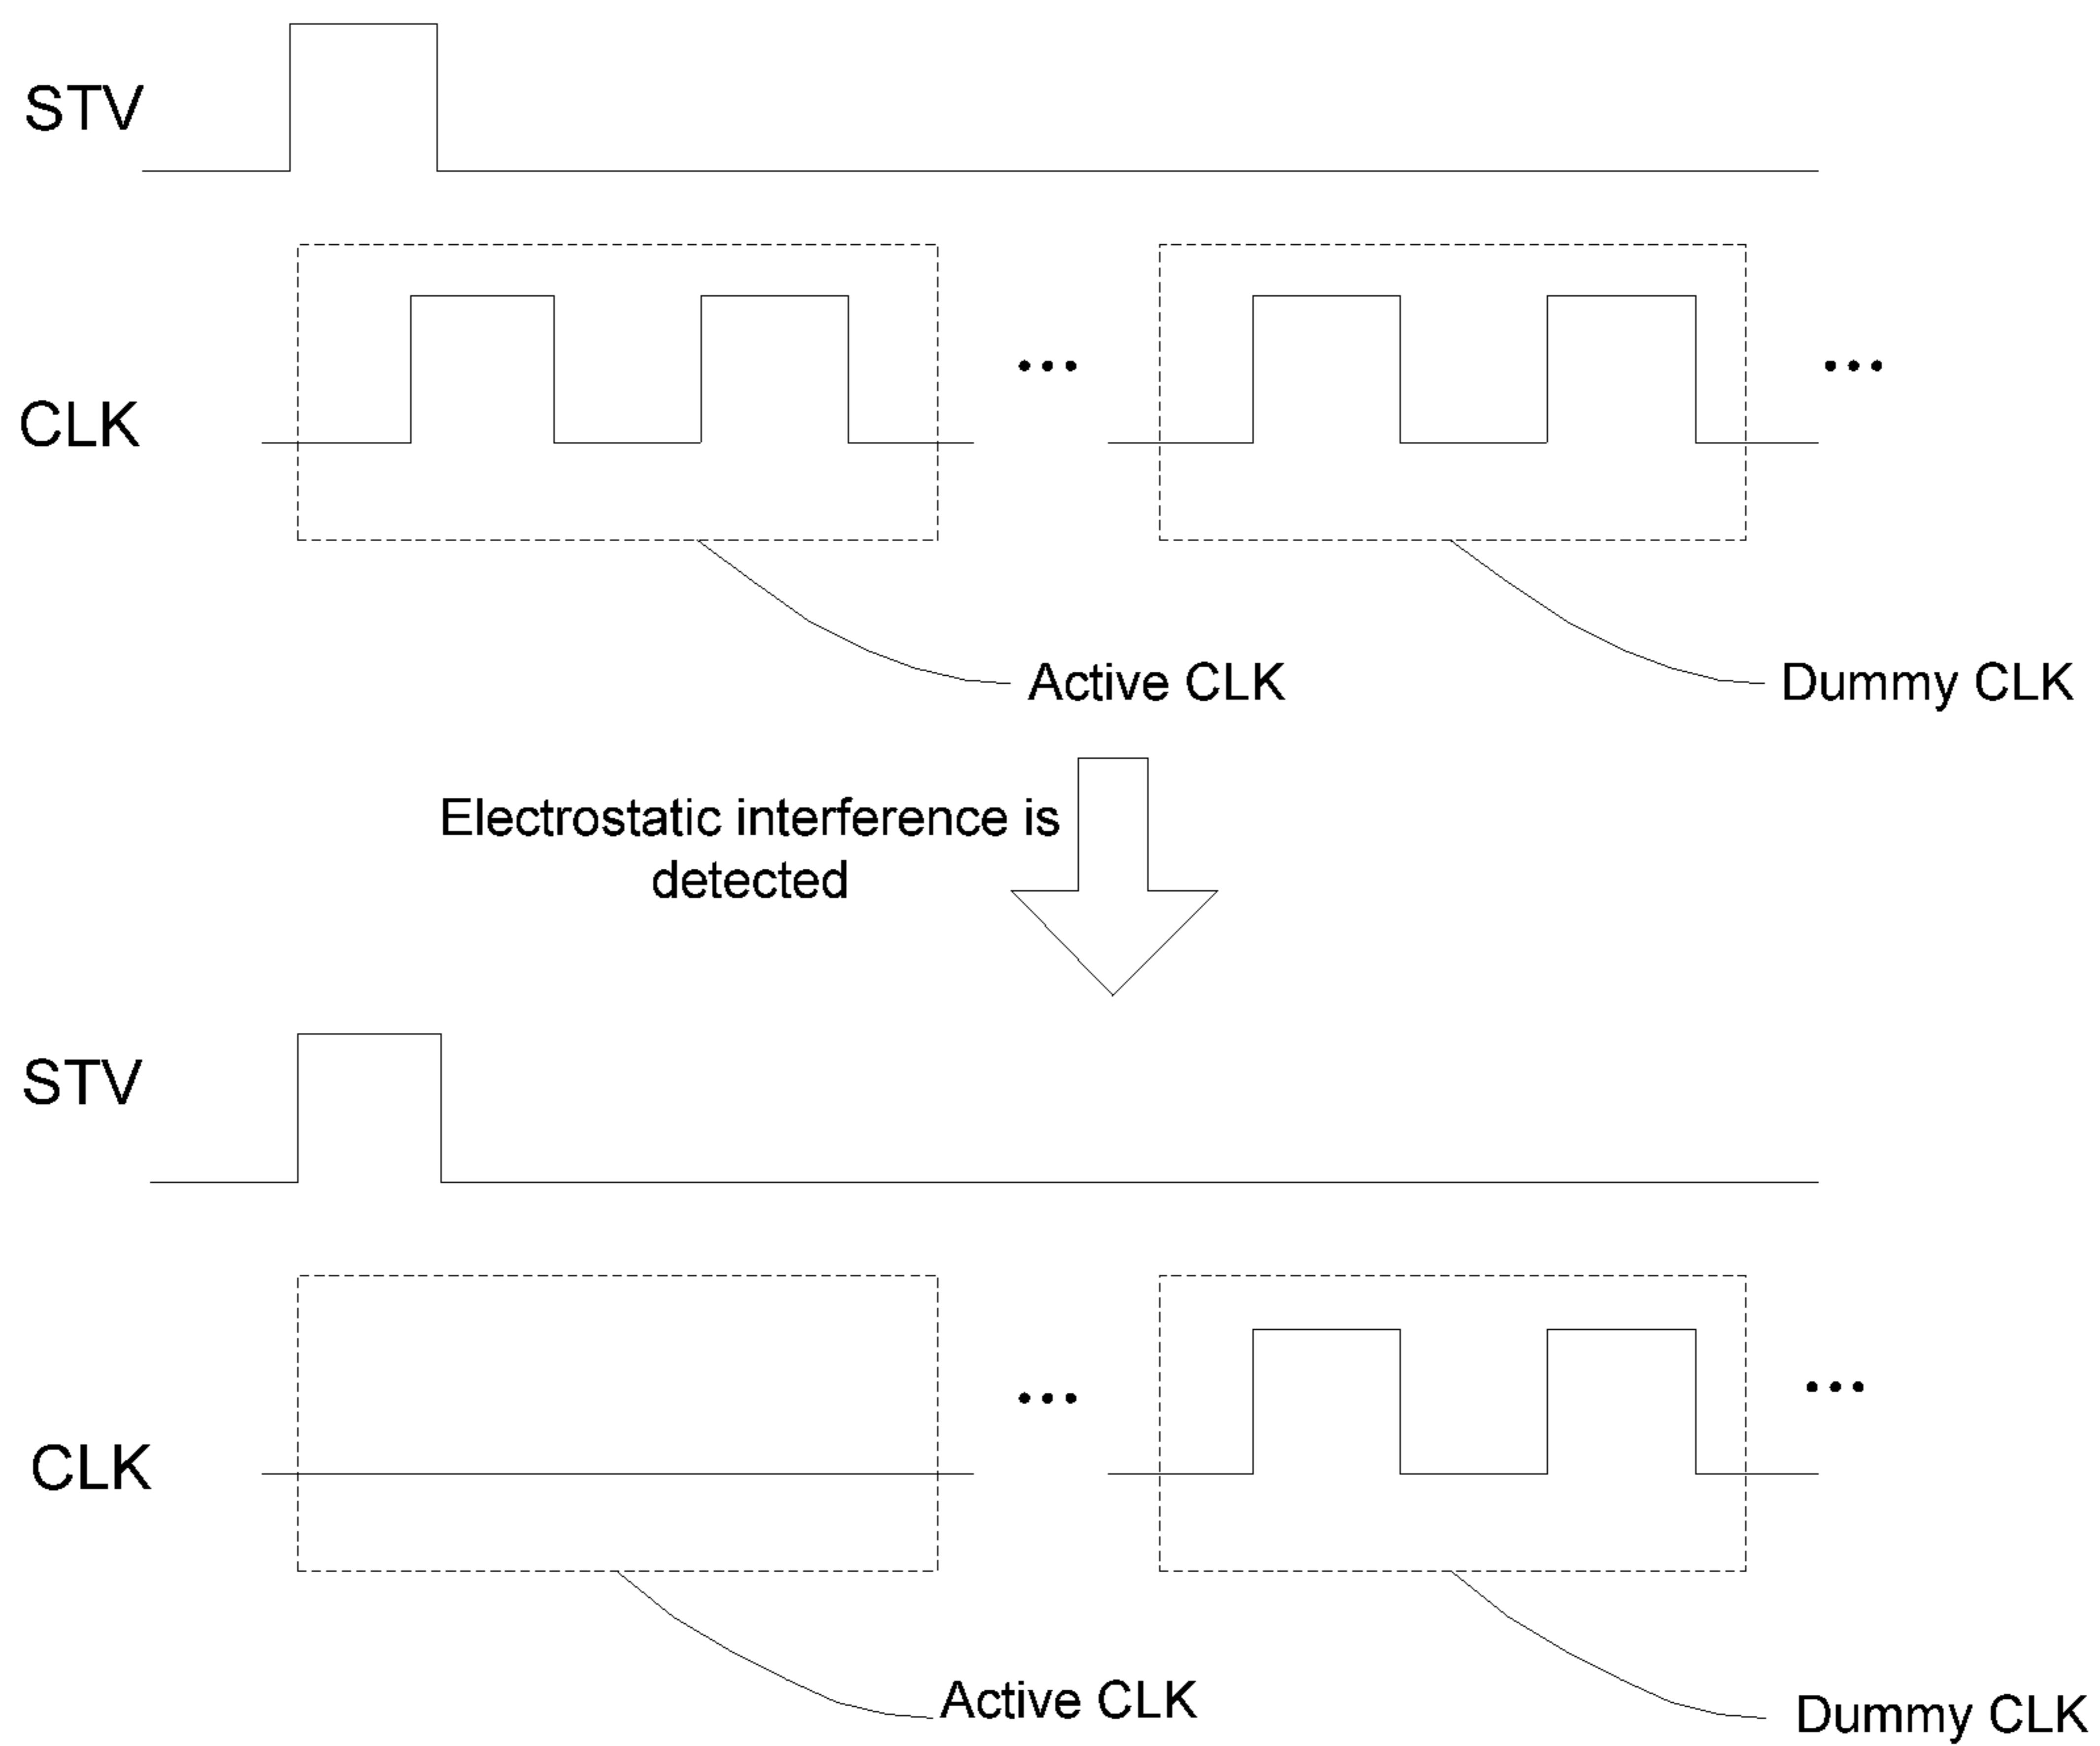 STV
CLK
...
...
Active CLK
Dummy CLK
Electrostatic interference is
detected
STV
CLK
...
...
Active CLK
Dummy CLK